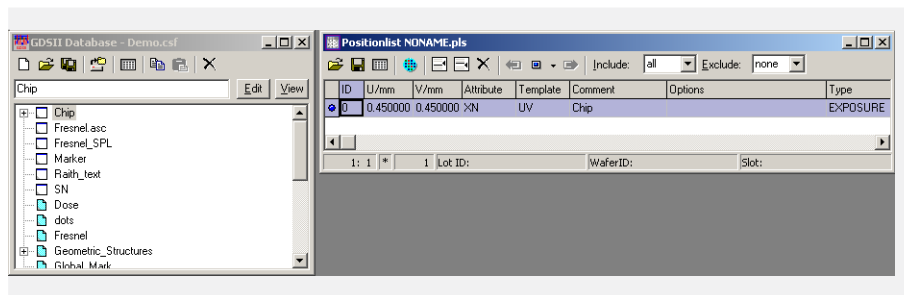 GDSII Database - Demo.csf
Chip
Edit View
Chip
Fresnel.asc
Fresnel_SPL
Marker
Raith_text
SN
Dose
dots
Fresnel
Geometric_Structures
Global_Mark
Positionlist NONAME.pls
Include: all Exclude: none
ID U/mm V/mm Attribute Template Comment Options Type
0 0.450000 0.450000 XN UV Chip EXPOSURE
1: 1 * 1 Lot ID: WaferID: Slot: